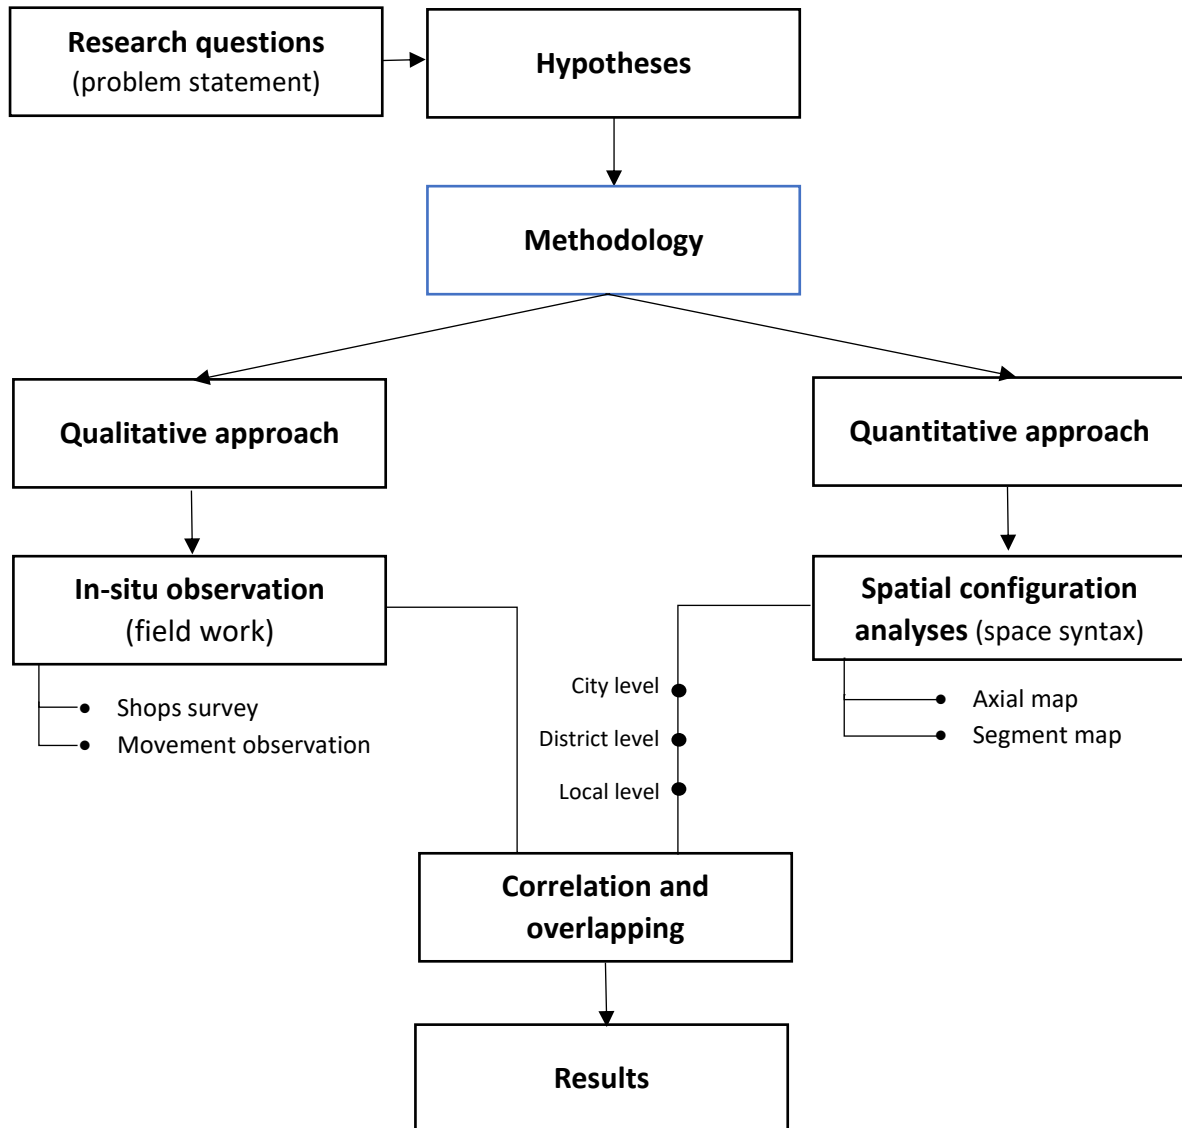 Research questions
(problem statement)
Hypotheses
Methodology
Qualitative approach
Quantitative approach
In-situ observation
(field work)
Spatial configuration
analyses (space syntax)
• Shops survey
• Movement observation
City level
District level
Local level
• Axial map
• Segment map
Correlation and
overlapping
Results